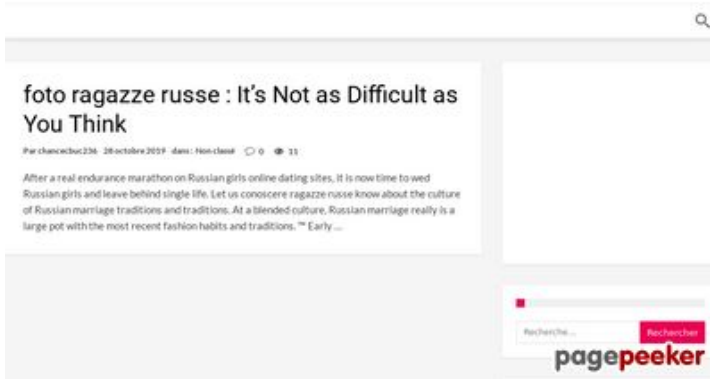 foto ragazze russe : It's Not as Difficult as
You Think
Par chancecbuc236 28 octobre 2019 dans : Non classé 0 11
After a real endurance marathon on Russian girls online dating sites, it is now time to wed
Russian girls and leave behind single life. Let us conoscere ragazze russe know about the culture
of Russian marriage traditions and traditions. At a blended culture, Russian marriage really is a
large pot with the most recent fashion habits and traditions. ™ Early ...
Recherche...
Rechercher
pagepeeker